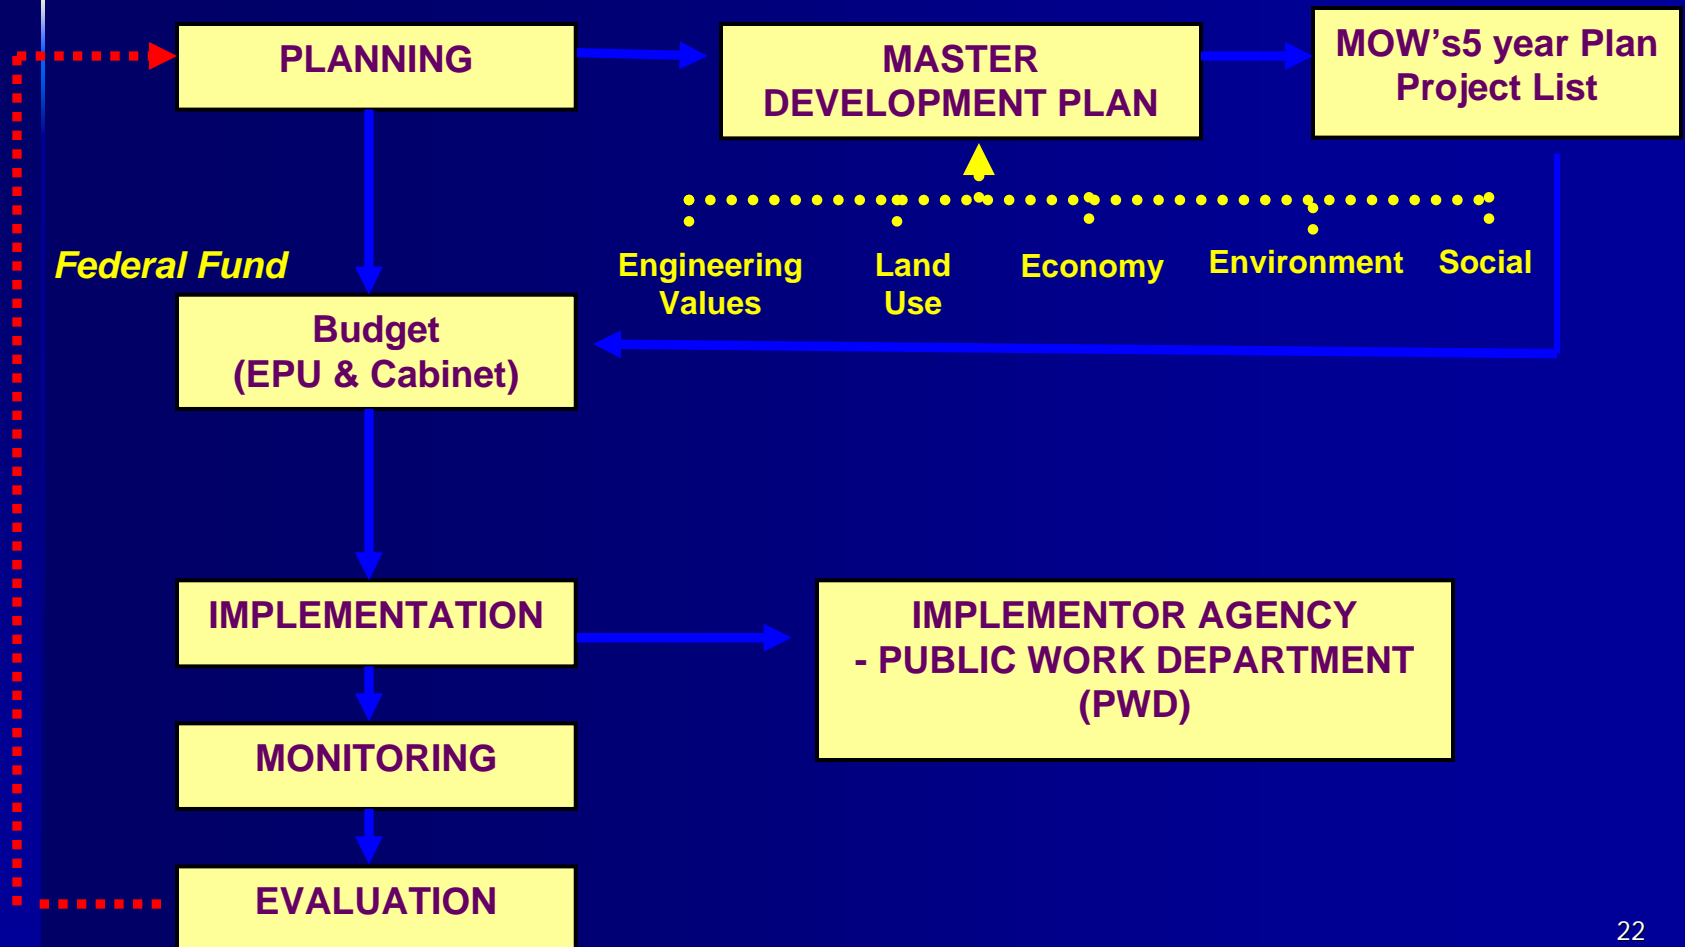 PLANNING
MASTER
DEVELOPMENT PLAN
MOW's5 year Plan
Project List
Federal Fund
Engineering
Values
Land
Use
Economy
Environment
Social
Budget
(EPU & Cabinet)
IMPLEMENTATION
IMPLEMENTOR AGENCY
- PUBLIC WORK DEPARTMENT
(PWD)
MONITORING
EVALUATION
22